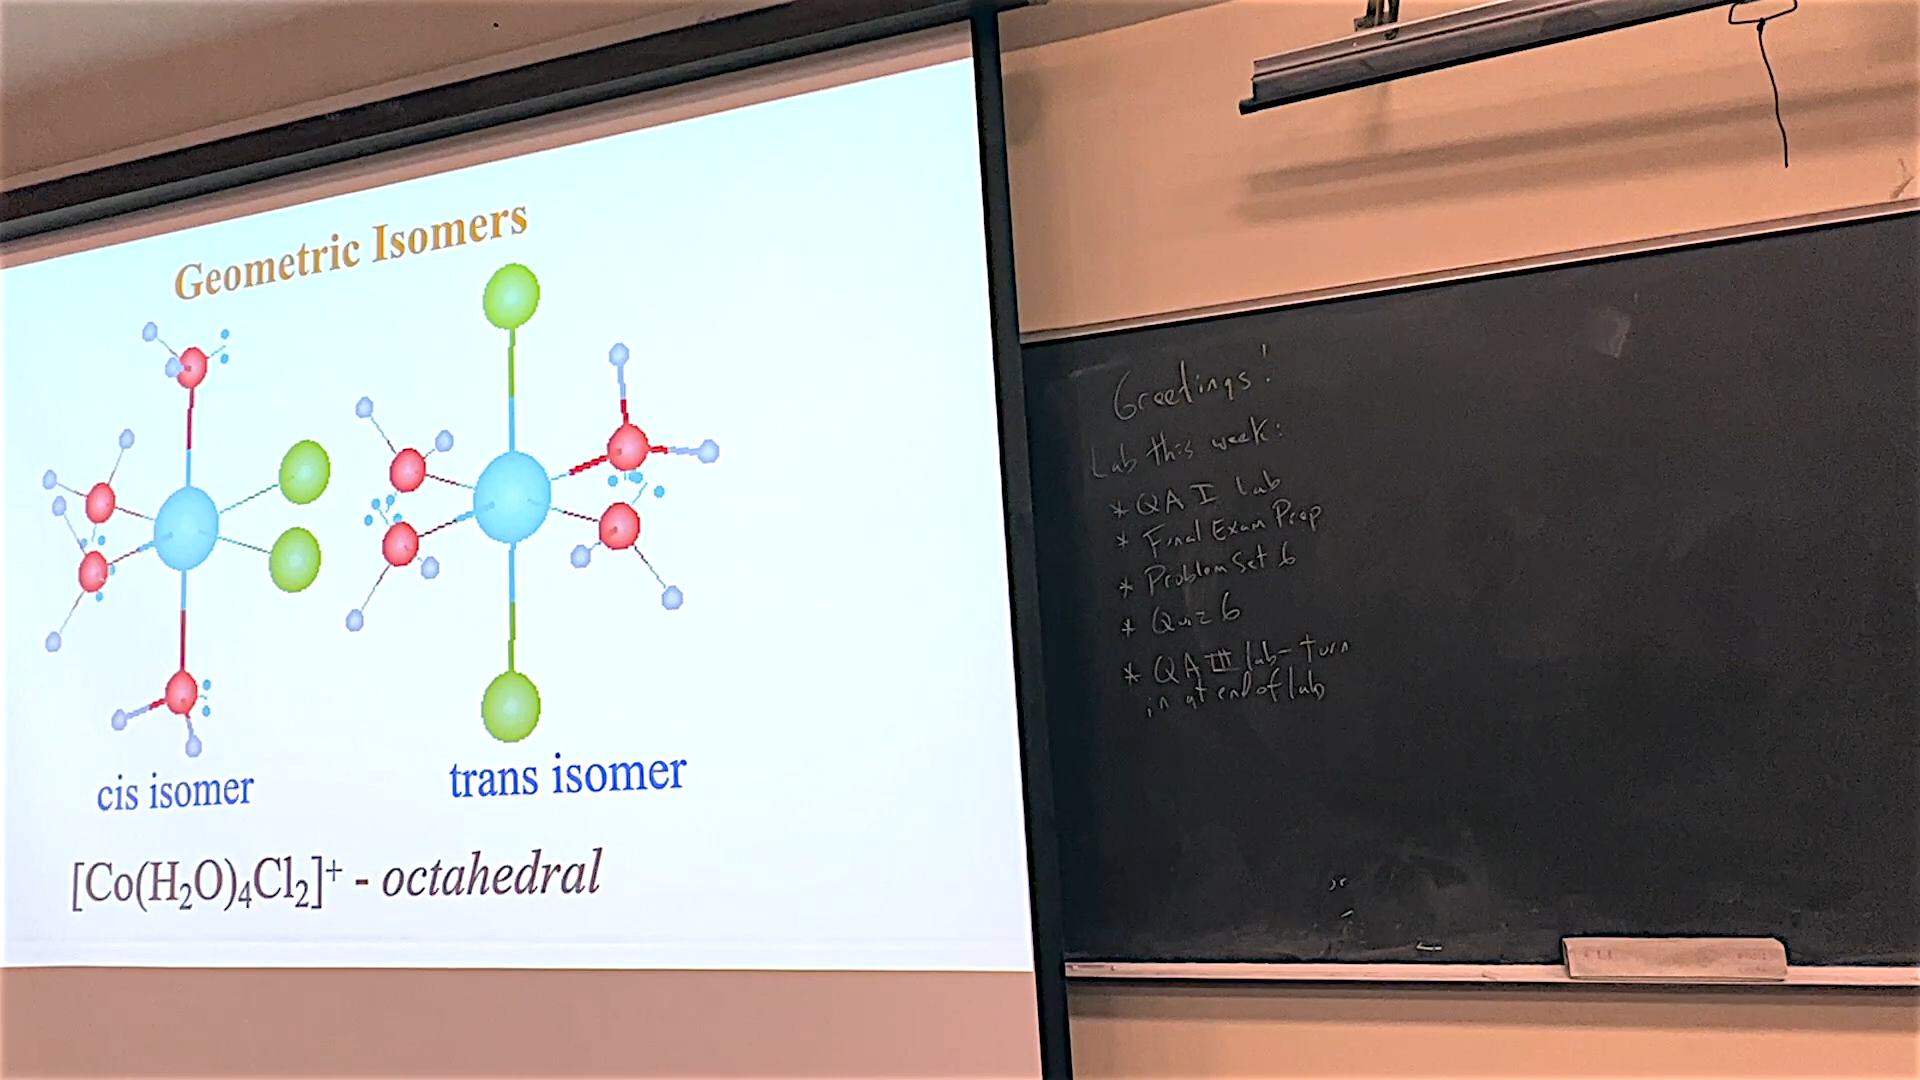 Geometric Isomers
cis isomer
trans isomer
[Co(H₂O)₄Cl₂]⁺ - octahedral
Greetings!
Lab this week:
* QA I lab
* Final Exam Prep
* Problem Set 6
* Quiz 6
* QA III lab - turn
in at end of lab